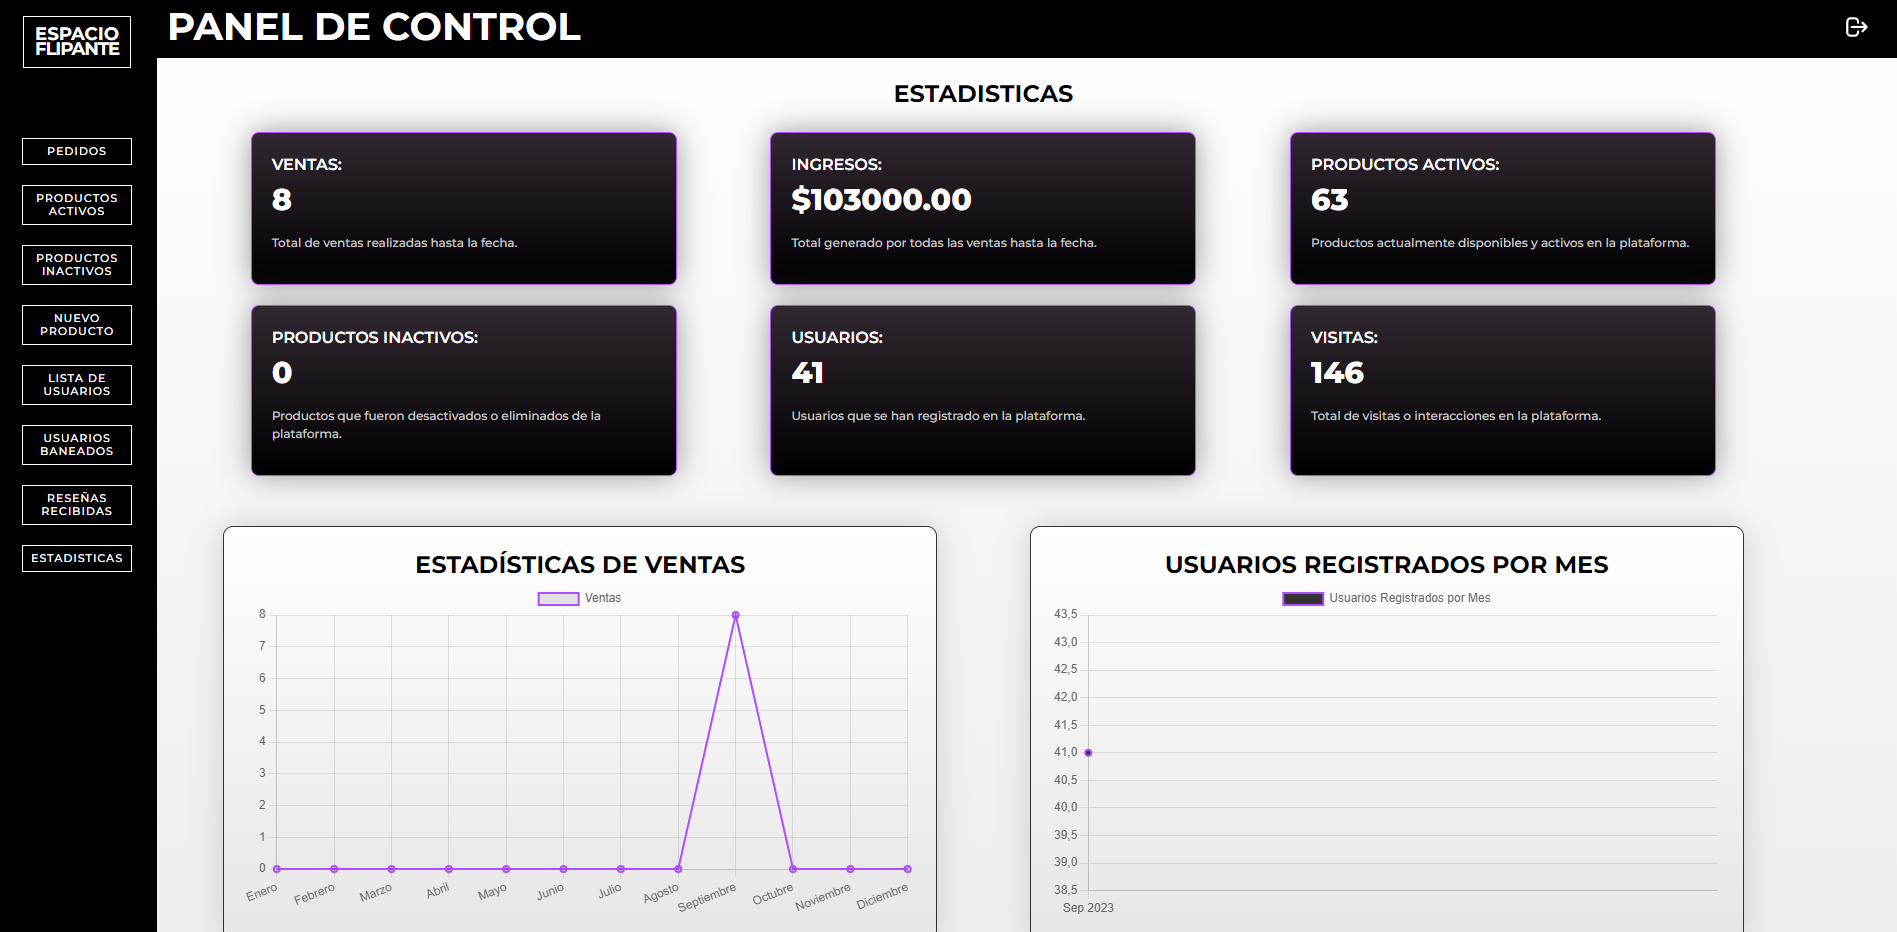 ESPACIO
FLIPANTE
PANEL DE CONTROL
PEDIDOS
PRODUCTOS
ACTIVOS
PRODUCTOS
INACTIVOS
NUEVO
PRODUCTO
LISTA DE
USUARIOS
USUARIOS
BANEADOS
RESEÑAS
RECIBIDAS
ESTADISTICAS
ESTADISTICAS
VENTAS:
8
Total de ventas realizadas hasta la fecha.
INGRESOS:
$103000.00
Total generado por todas las ventas hasta la fecha.
PRODUCTOS ACTIVOS:
63
Productos actualmente disponibles y activos en la plataforma.
PRODUCTOS INACTIVOS:
0
Productos que fueron desactivados o eliminados de la
plataforma.
USUARIOS:
41
Usuarios que se han registrado en la plataforma.
VISITAS:
146
Total de visitas o interacciones en la plataforma.
ESTADÍSTICAS DE VENTAS
Ventas
8
7
6
5
4
3
2
1
0
Enero Febrero Marzo Abril Mayo Junio Julio Agosto Septiembre Octubre Noviembre Diciembre
USUARIOS REGISTRADOS POR MES
Usuarios Registrados por Mes
43,5
43,0
42,5
42,0
41,5
41,0
40,5
40,0
39,5
39,0
38,5
Sep 2023